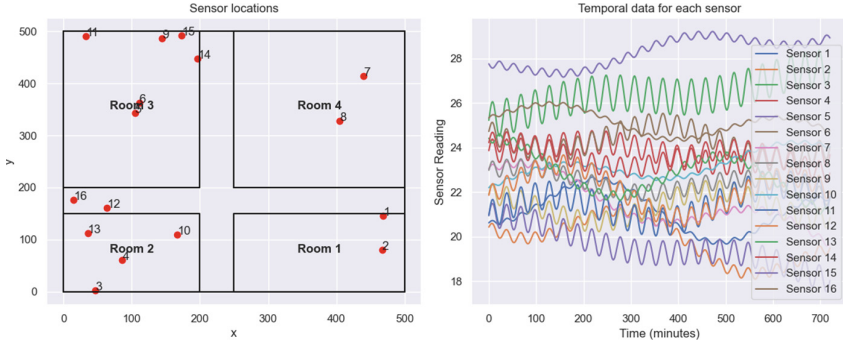 Sensor locations
500
400
300
200
100
0
y
0
100
200
300
400
500
x
11
9
15
14
6
5
Room 3
7
8
Room 4
16
12
13
10
4
3
Room 2
1
2
Room 1
Temporal data for each sensor
28
26
24
22
20
18
Sensor Reading
0
100
200
300
400
500
600
700
Time (minutes)
Sensor 1
Sensor 2
Sensor 3
Sensor 4
Sensor 5
Sensor 6
Sensor 7
Sensor 8
Sensor 9
Sensor 10
Sensor 11
Sensor 12
Sensor 13
Sensor 14
Sensor 15
Sensor 16